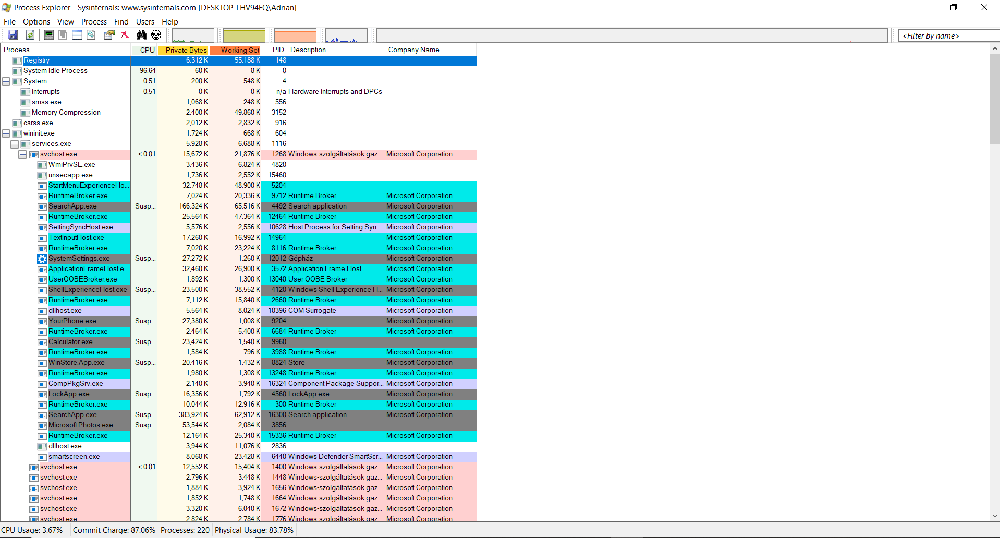 Process Explorer - Sysinternals: www.sysinternals.com [DESKTOP-LHV94FQ\Adrian]
File Options View Process Find Users Help
<Filter by name>
Process CPU Private Bytes Working Set PID Description Company Name
Registry 6,312 K 55,188 K 148
System Idle Process 96.64 60 K 8 K 0
System 0.51 200 K 548 K 4
Interrupts 0.51 0 K 0 K n/a Hardware Interrupts and DPCs
smss.exe 1,068 K 248 K 556
Memory Compression 2,400 K 49,860 K 3152
csrss.exe 2,012 K 2,832 K 916
wininit.exe 1,724 K 668 K 604
services.exe 5,928 K 6,688 K 1116
svchost.exe < 0.01 15,672 K 21,876 K 1268 Windows-szolgáltatások gaz... Microsoft Corporation
WmiPrvSE.exe 3,436 K 6,824 K 4820
unsecapp.exe 1,736 K 2,552 K 15460
StartMenuExperienceHo... 32,748 K 48,900 K 5204
RuntimeBroker.exe 7,024 K 20,336 K 9712 Runtime Broker Microsoft Corporation
SearchApp.exe Susp... 166,324 K 65,516 K 4492 Search application Microsoft Corporation
RuntimeBroker.exe 25,564 K 47,364 K 12464 Runtime Broker Microsoft Corporation
SettingSyncHost.exe 5,576 K 2,556 K 10628 Host Process for Setting Syn... Microsoft Corporation
TextInputHost.exe 17,260 K 16,992 K 14964 Microsoft Corporation
RuntimeBroker.exe 7,020 K 23,224 K 8116 Runtime Broker Microsoft Corporation
SystemSettings.exe Susp... 27,272 K 1,260 K 12012 Gépház Microsoft Corporation
ApplicationFrameHost.e... 32,460 K 26,900 K 3572 Application Frame Host Microsoft Corporation
UserOOBEBroker.exe 1,892 K 1,300 K 13040 User OOBE Broker Microsoft Corporation
ShellExperienceHost.exe Susp... 23,500 K 38,552 K 4120 Windows Shell Experience H... Microsoft Corporation
RuntimeBroker.exe 7,112 K 15,840 K 2660 Runtime Broker Microsoft Corporation
dllhost.exe 5,564 K 8,024 K 10396 COM Surrogate Microsoft Corporation
YourPhone.exe Susp... 27,380 K 1,008 K 9204 Microsoft Corporation
RuntimeBroker.exe 2,464 K 5,400 K 6684 Runtime Broker Microsoft Corporation
Calculator.exe Susp... 23,424 K 1,540 K 9960
RuntimeBroker.exe 1,584 K 796 K 3988 Runtime Broker Microsoft Corporation
WinStore.App.exe Susp... 20,416 K 1,432 K 8824 Store Microsoft Corporation
RuntimeBroker.exe 1,980 K 1,308 K 13248 Runtime Broker Microsoft Corporation
CompPkgSrv.exe 2,140 K 3,940 K 16324 Component Package Suppor... Microsoft Corporation
LockApp.exe Susp... 16,356 K 1,792 K 4560 LockApp.exe Microsoft Corporation
RuntimeBroker.exe 10,044 K 12,916 K 300 Runtime Broker Microsoft Corporation
SearchApp.exe Susp... 383,924 K 62,912 K 16300 Search application Microsoft Corporation
Microsoft.Photos.exe Susp... 53,544 K 2,084 K 3856
RuntimeBroker.exe 12,164 K 25,340 K 15336 Runtime Broker Microsoft Corporation
dllhost.exe 3,944 K 11,076 K 2836
smartscreen.exe 8,068 K 23,428 K 6440 Windows Defender SmartScr... Microsoft Corporation
svchost.exe < 0.01 12,552 K 15,404 K 1400 Windows-szolgáltatások gaz... Microsoft Corporation
svchost.exe 2,796 K 3,448 K 1448 Windows-szolgáltatások gaz... Microsoft Corporation
svchost.exe 1,884 K 3,924 K 1656 Windows-szolgáltatások gaz... Microsoft Corporation
svchost.exe 1,852 K 1,748 K 1664 Windows-szolgáltatások gaz... Microsoft Corporation
svchost.exe 3,320 K 6,040 K 1672 Windows-szolgáltatások gaz... Microsoft Corporation
svchost.exe 2,824 K 2,784 K 1776 Windows-szolgáltatások gaz... Microsoft Corporation
CPU Usage: 3.67% Commit Charge: 87.06% Processes: 220 Physical Usage: 83.78%